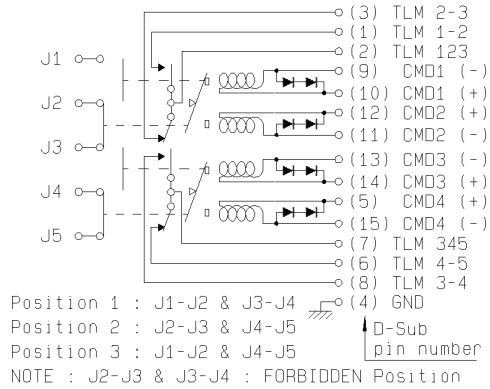 (3) TLM 2-3
(1) TLM 1-2
(2) TLM 123
J1
(9) CMD1 (-)
(10) CMD1 (+)
J2
(12) CMD2 (+)
(11) CMD2 (-)
J3
(13) CMD3 (-)
(14) CMD3 (+)
J4
(5) CMD4 (+)
(15) CMD4 (-)
J5
(7) TLM 345
(6) TLM 4-5
(8) TLM 3-4
Position 1 : J1-J2 & J3-J4
(4) GND
Position 2 : J2-J3 & J4-J5
D-Sub
Position 3 : J1-J2 & J4-J5
pin number
NOTE : J2-J3 & J3-J4 : FORBIDDEN Position